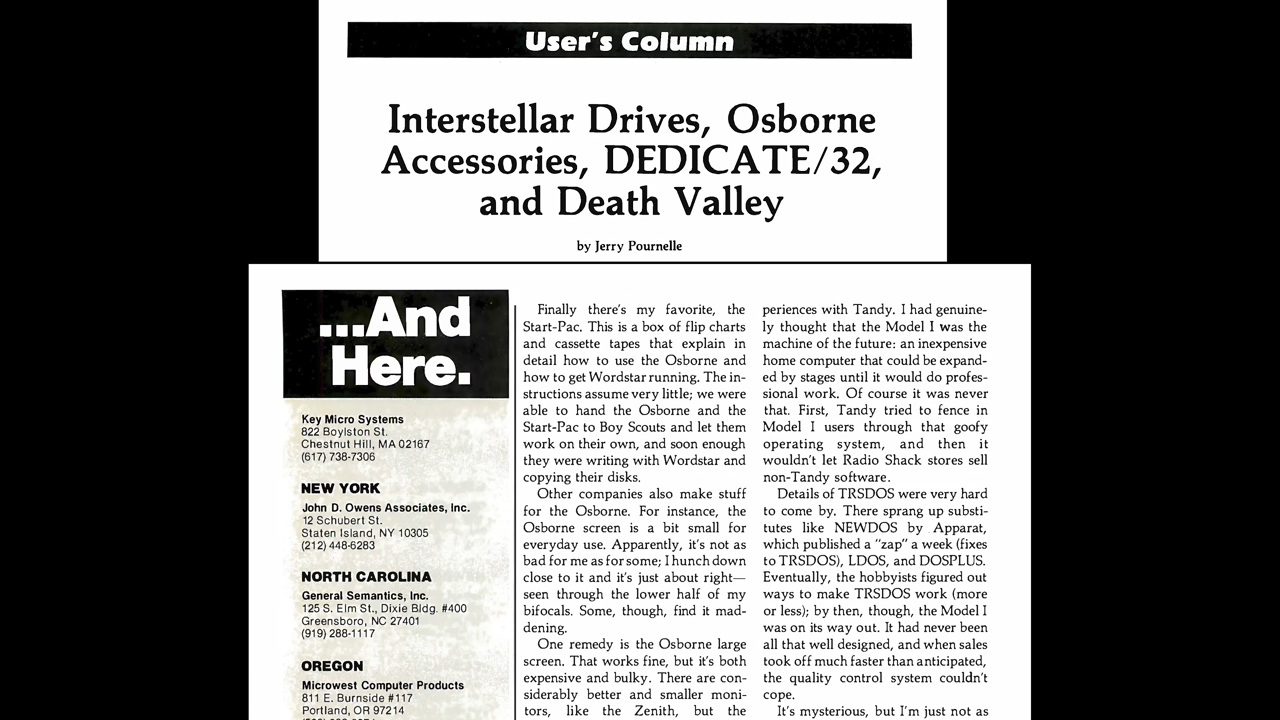 User's Column
Interstellar Drives, Osborne
Accessories, DEDICATE/32,
and Death Valley
by Jerry Pournelle
...And
Here.
Key Micro Systems
822 Boylston St.
Chestnut Hill, MA 02167
(617) 738-7306
NEW YORK
John D. Owens Associates, Inc.
12 Schubert St.
Staten Island, NY 10305
(212) 448-6283
NORTH CAROLINA
General Semantics, Inc.
125 S. Elm St., Dixie Bldg. #400
Greensboro, NC 27401
(919) 288-1117
OREGON
Microwest Computer Products
811 E. Burnside #117
Portland, OR 97214
Finally there's my favorite, the
Start-Pac. This is a box of flip charts
and cassette tapes that explain in
detail how to use the Osborne and
how to get Wordstar running. The in-
structions assume very little; we were
able to hand the Osborne and the
Start-Pac to Boy Scouts and let them
work on their own, and soon enough
they were writing with Wordstar and
copying their disks.
Other companies also make stuff
for the Osborne. For instance, the
Osborne screen is a bit small for
everyday use. Apparently, it's not as
bad for me as for some; I hunch down
close to it and it's just about right—
seen through the lower half of my
bifocals. Some, though, find it mad-
dening.
One remedy is the Osborne large
screen. That works fine, but it's both
expensive and bulky. There are con-
siderably better and smaller moni-
tors, like the Zenith, but the
periences with Tandy. I had genuine-
ly thought that the Model I was the
machine of the future: an inexpensive
home computer that could be expand-
ed by stages until it would do profes-
sional work. Of course it was never
that. First, Tandy tried to fence in
Model I users through that goofy
operating system, and then it
wouldn't let Radio Shack stores sell
non-Tandy software.
Details of TRSDOS were very hard
to come by. There sprang up substi-
tutes like NEWDOS by Apparat,
which published a "zap" a week (fixes
to TRSDOS), LDOS, and DOSPLUS.
Eventually, the hobbyists figured out
ways to make TRSDOS work (more
or less); by then, though, the Model I
was on its way out. It had never been
all that well designed, and when sales
took off much faster than anticipated,
the quality control system couldn't
cope.
It's mysterious, but I'm just not as